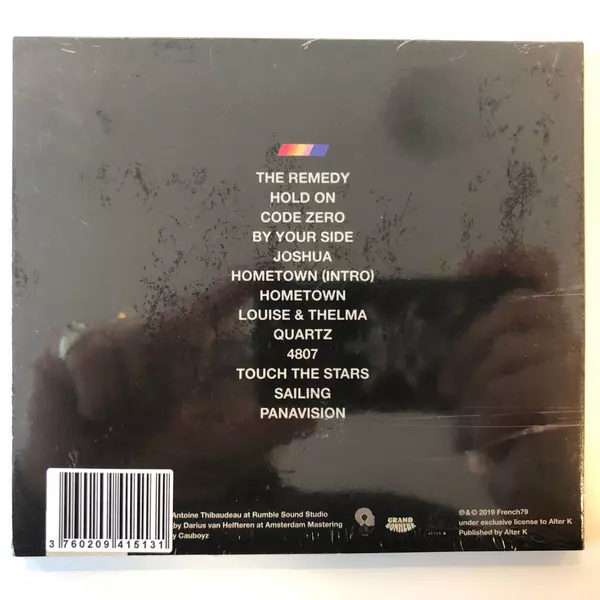 THE REMEDY
HOLD ON
CODE ZERO
BY YOUR SIDE
JOSHUA
HOMETOWN (INTRO)
HOMETOWN
LOUISE & THELMA
QUARTZ
4807
TOUCH THE STARS
SAILING
PANAVISION
Antoine Thibaudeau at Rumble Sound Studio
by Darius van Helfteren at Amsterdam Mastering
y Cauboyz
3 760209 415131
GRAND
BONHEUR
℗ & © 2019 French79
under exclusive license to Alter K
Published by Alter K